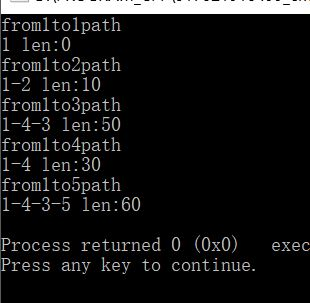 from1to1path
1 len:0
from1to2path
1-2 len:10
from1to3path
1-4-3 len:50
from1to4path
1-4 len:30
from1to5path
1-4-3-5 len:60
Process returned 0 (0x0)   exec
Press any key to continue.